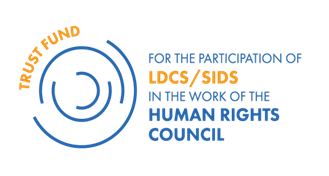 TRUST FUND
FOR THE PARTICIPATION OF
LDCS/SIDS
IN THE WORK OF THE
HUMAN RIGHTS
COUNCIL